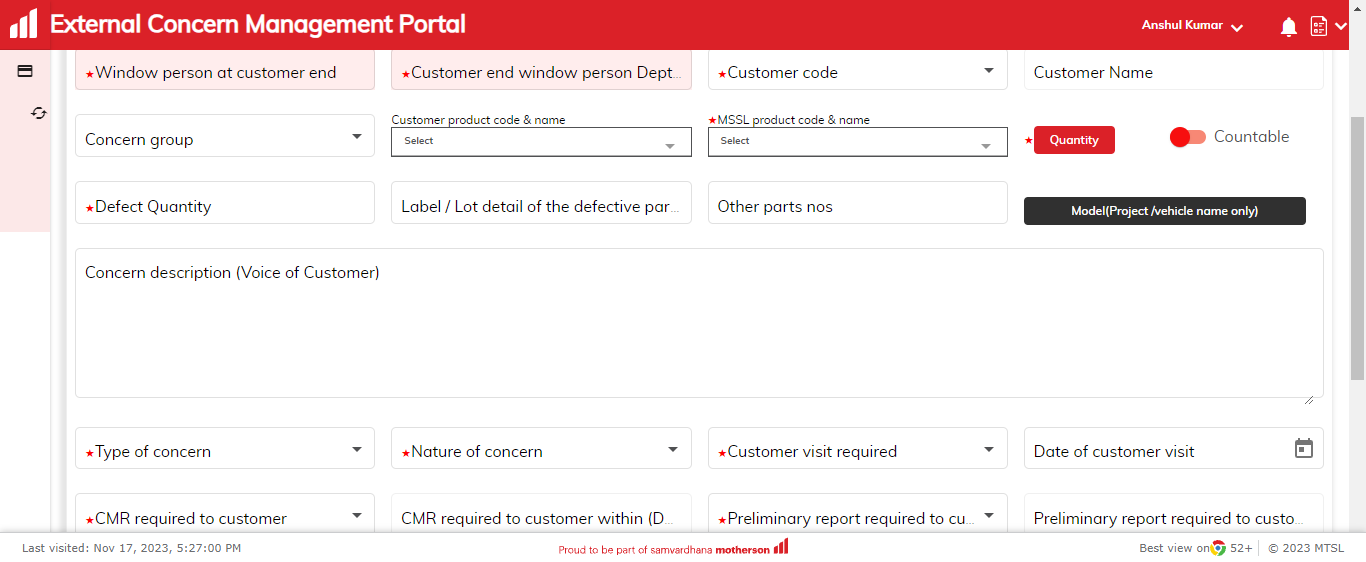 External Concern Management Portal
Anshul Kumar
★Window person at customer end
★Customer end window person Dept...
★Customer code
Customer Name
Concern group
Customer product code & name
Select
★MSSL product code & name
Select
★ Quantity
Countable
★Defect Quantity
Label / Lot detail of the defective par...
Other parts nos
Model(Project /vehicle name only)
Concern description (Voice of Customer)
★Type of concern
★Nature of concern
★Customer visit required
Date of customer visit
★CMR required to customer
CMR required to customer within (D...
★Preliminary report required to cu...
Preliminary report required to custo...
Last visited: Nov 17, 2023, 5:27:00 PM
Proud to be part of samvardhana motherson
Best view on 52+
© 2023 MTSL